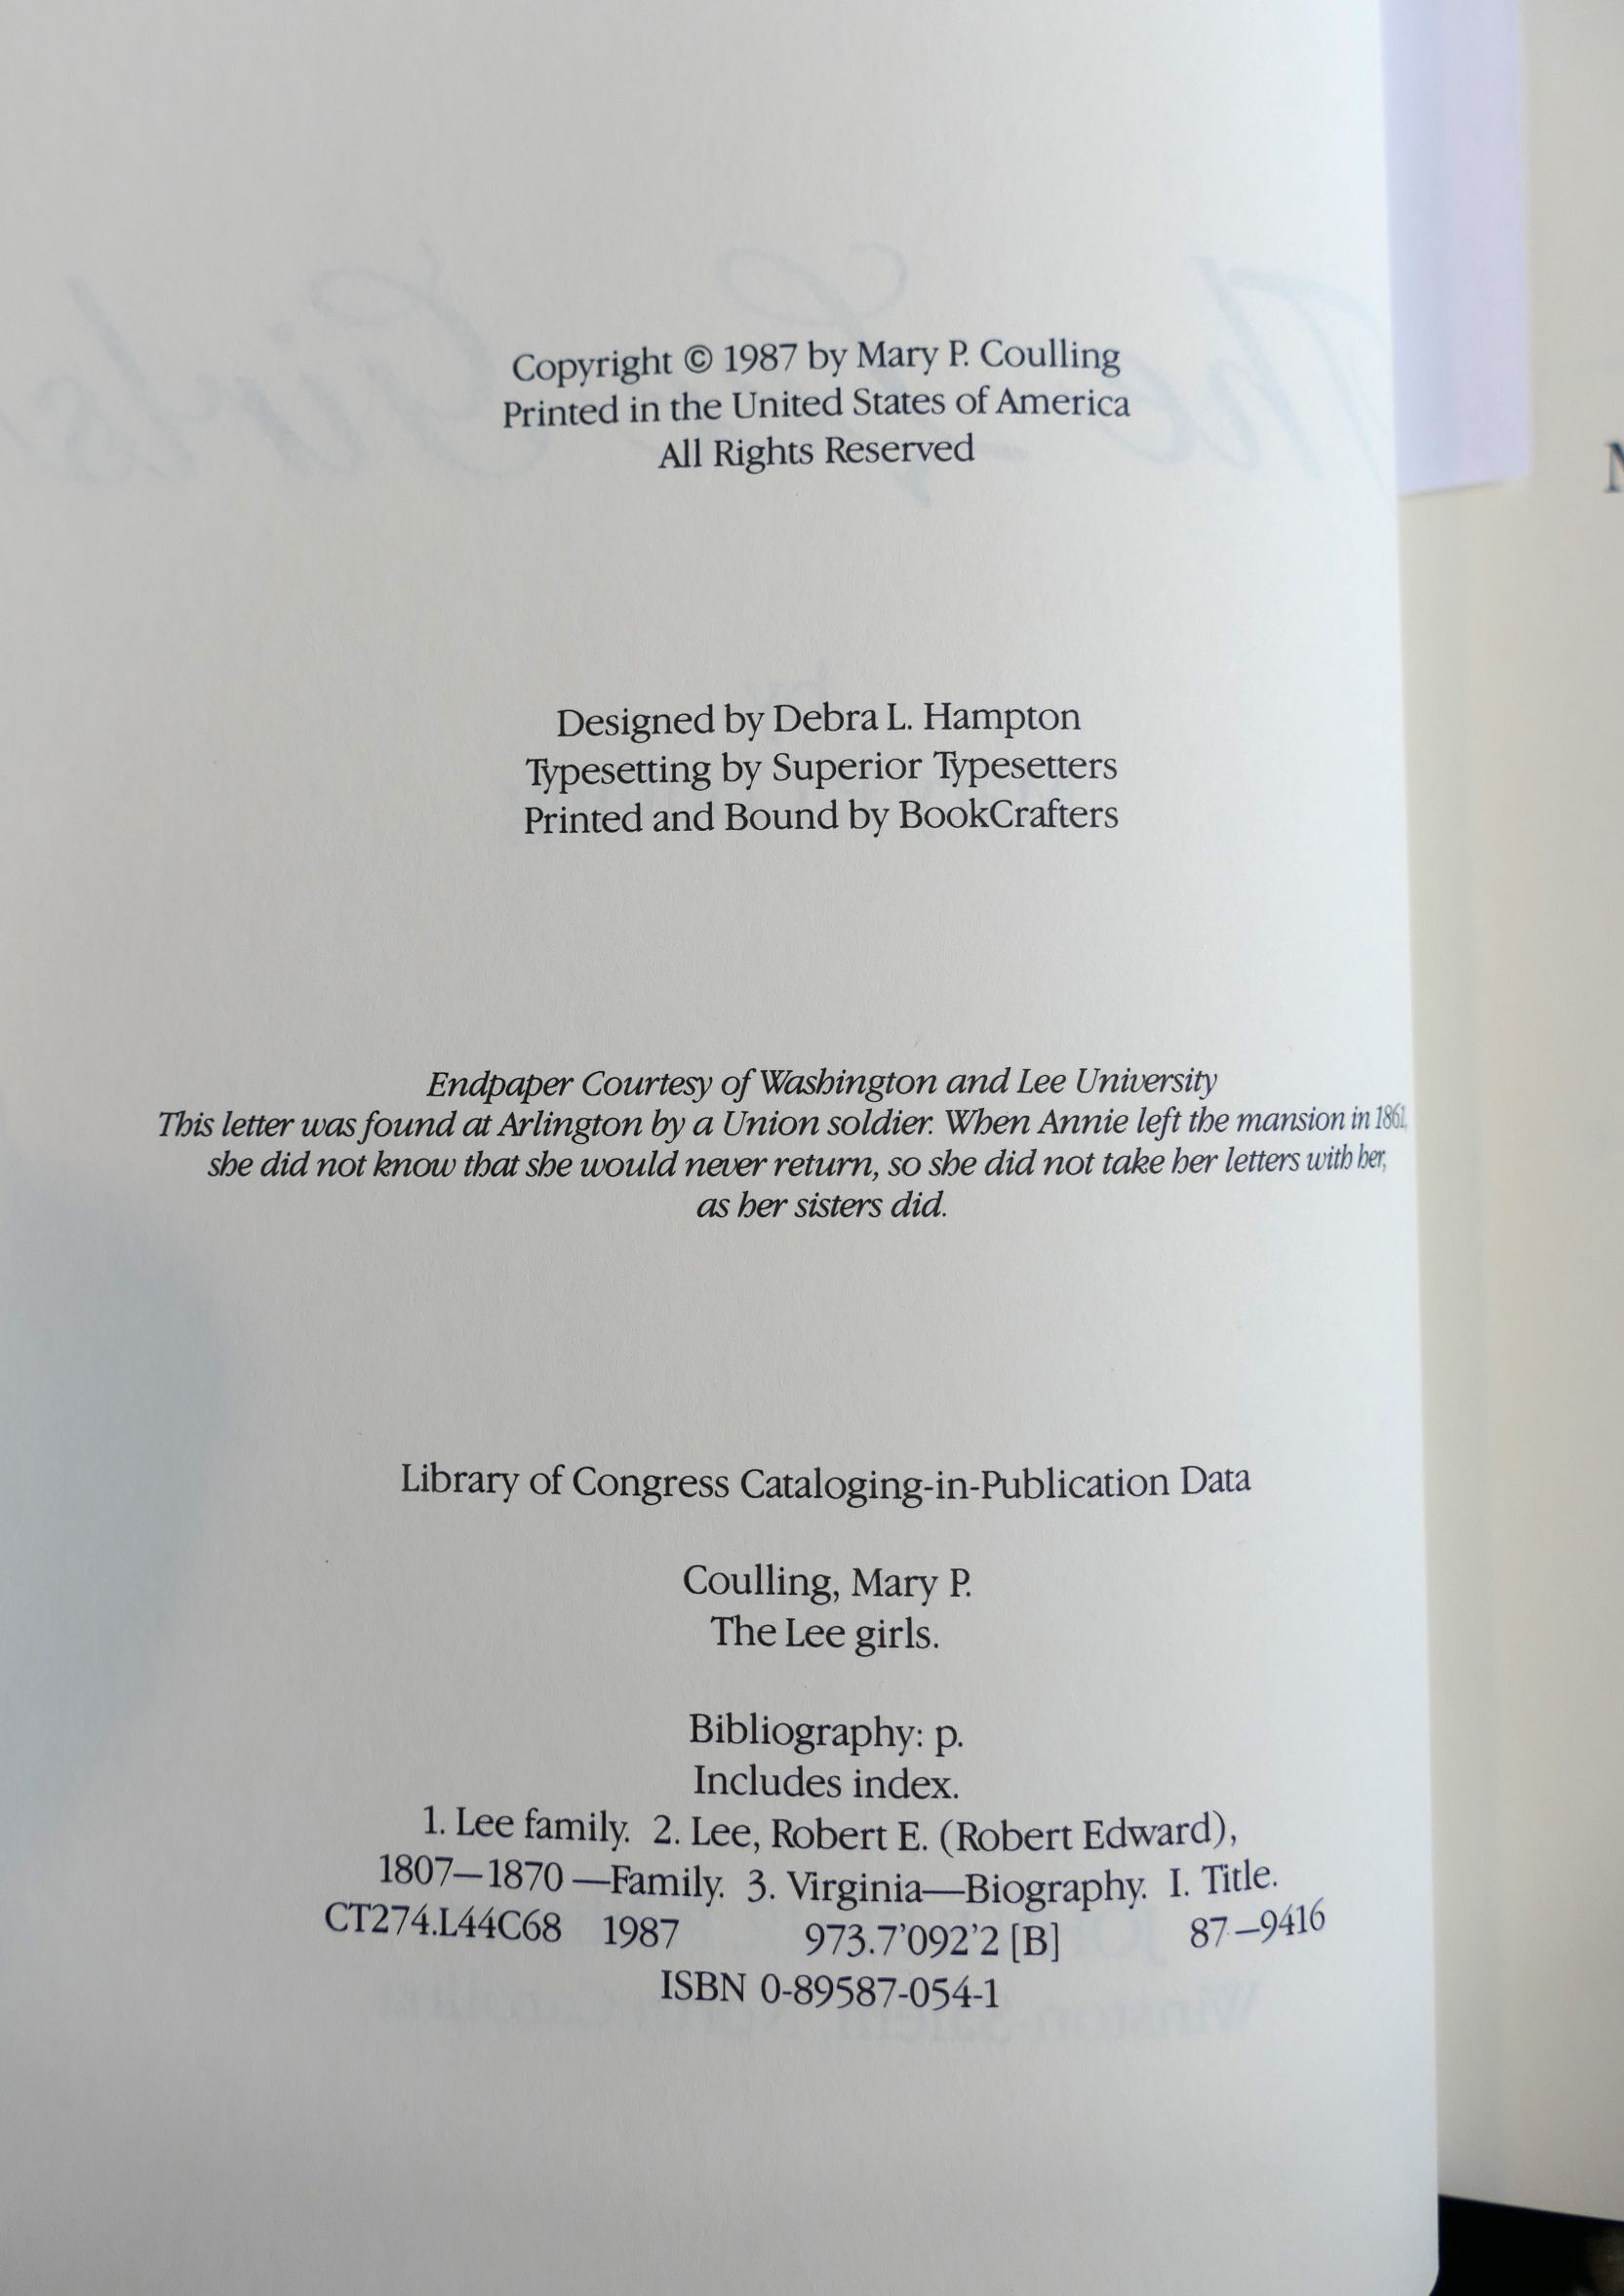 Copyright © 1987 by Mary P. Coulling
Printed in the United States of America
All Rights Reserved
Designed by Debra L. Hampton
Typesetting by Superior Typesetters
Printed and Bound by BookCrafters
Endpaper Courtesy of Washington and Lee University
This letter was found at Arlington by a Union soldier. When Annie left the mansion in 1861,
she did not know that she would never return, so she did not take her letters with her,
as her sisters did.
Library of Congress Cataloging-in-Publication Data
Coulling, Mary P.
The Lee girls.
Bibliography: p.
Includes index.
1. Lee family. 2. Lee, Robert E. (Robert Edward),
1807—1870 —Family. 3. Virginia—Biography. I. Title.
CT274.L44C68 1987 973.7'092'2 [B] 87–9416
ISBN 0-89587-054-1